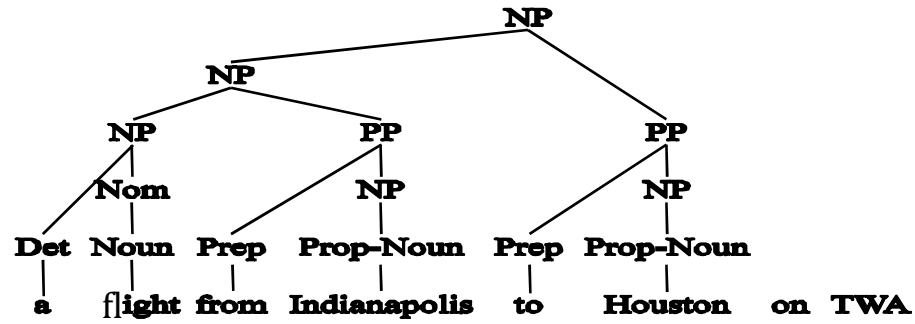 NP
NP
NP PP PP
Nom NP NP
Det Noun Prep Prop-Noun Prep Prop-Noun
a flight from Indianapolis to Houston on TWA